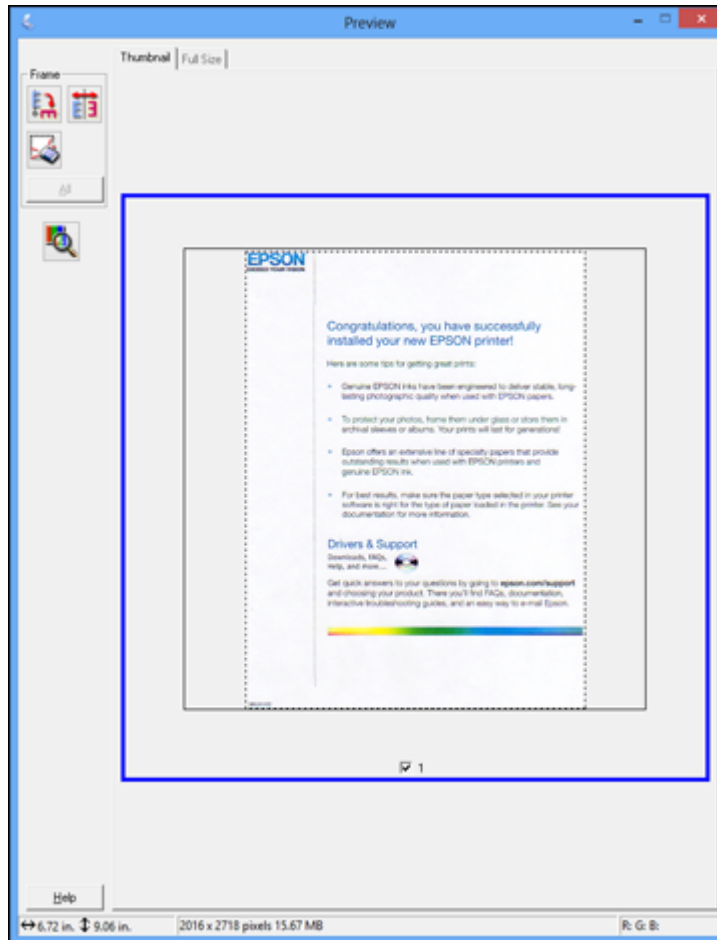 Preview
Thumbnail Full Size
Frame
All
EPSON
EXCEED YOUR VISION
Congratulations, you have successfully
installed your new EPSON printer!
Here are some tips for getting great prints:
Genuine EPSON inks have been engineered to deliver stable, long-
lasting photographic quality when used with EPSON papers.
To protect your photos, frame them under glass or store them in
archival sleeves or albums. Your prints will last for generations!
Epson offers an extensive line of specialty papers that provide
outstanding results when used with EPSON printers and
genuine EPSON ink.
For best results, make sure the paper type selected in your printer
software is right for the type of paper loaded in the printer. See your
documentation for more information.
Drivers & Support
Downloads, FAQs,
Help, and more...
Get quick answers to your questions by going to epson.com/support
and choosing your product. There you'll find FAQs, documentation,
interactive troubleshooting guides, and an easy way to e-mail Epson.
1
Help
6.72 in. 9.06 in. 2016 x 2718 pixels 15.67 MB R: G: B: